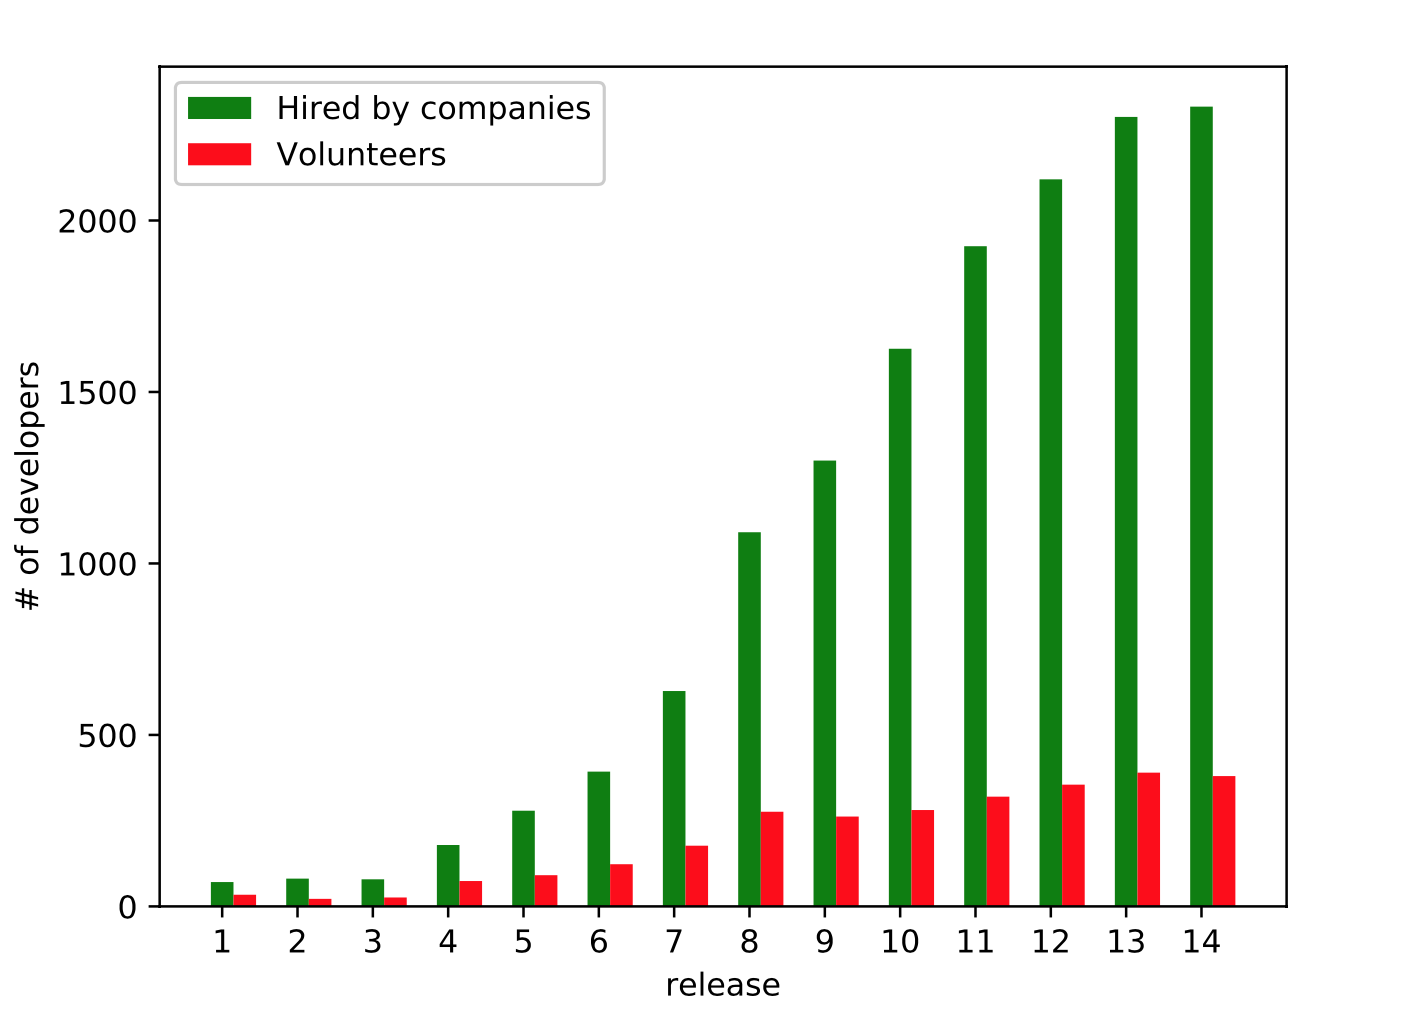 Hired by companies
Volunteers
# of developers
2000
1500
1000
500
0
1 2 3 4 5 6 7 8 9 10 11 12 13 14
release